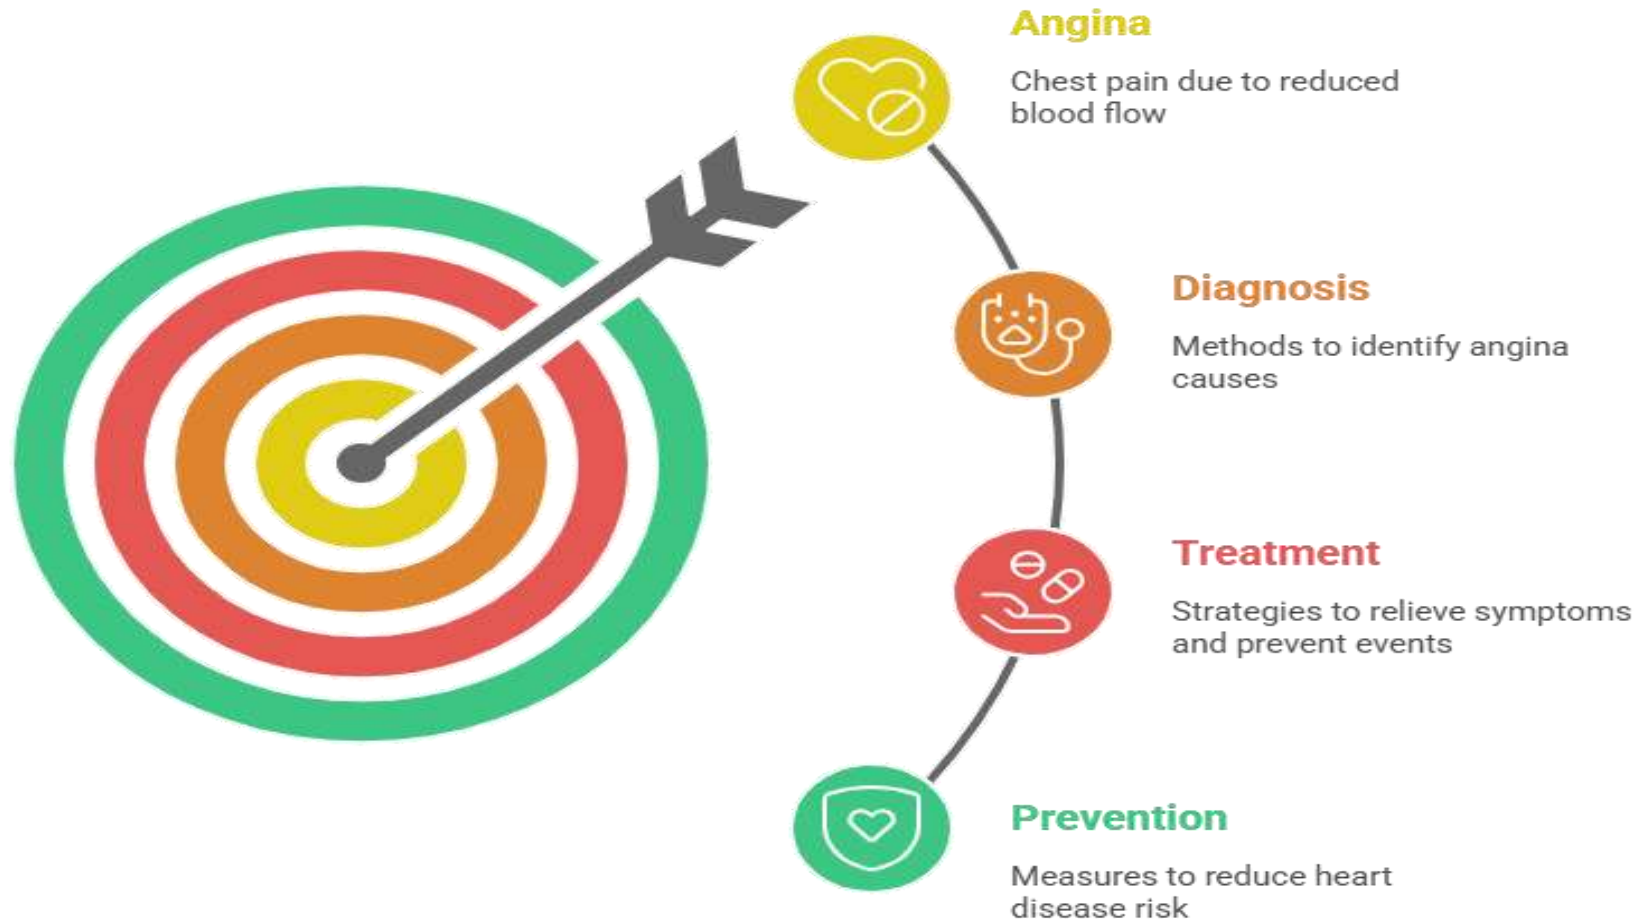 Angina
Chest pain due to reduced
blood flow
Diagnosis
Methods to identify angina
causes
Treatment
Strategies to relieve symptoms
and prevent events
Prevention
Measures to reduce heart
disease risk